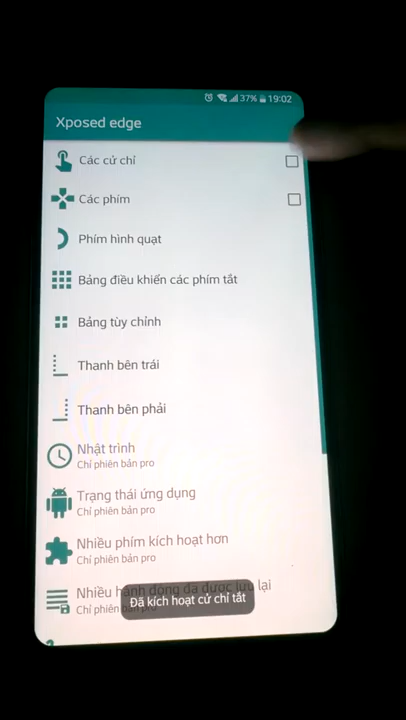 37% 19:02
Xposed edge
Các cử chỉ
Các phím
Phím hình quạt
Bảng điều khiển các phím tắt
Bảng tùy chỉnh
Thanh bên trái
Thanh bên phải
Nhật trình
Chỉ phiên bản pro
Trạng thái ứng dụng
Chỉ phiên bản pro
Nhiều phím kích hoạt hơn
Chỉ phiên bản pro
Nhiều hành động đã được lưu lại
Chỉ phiên bản pro
Đã kích hoạt cử chỉ tắt